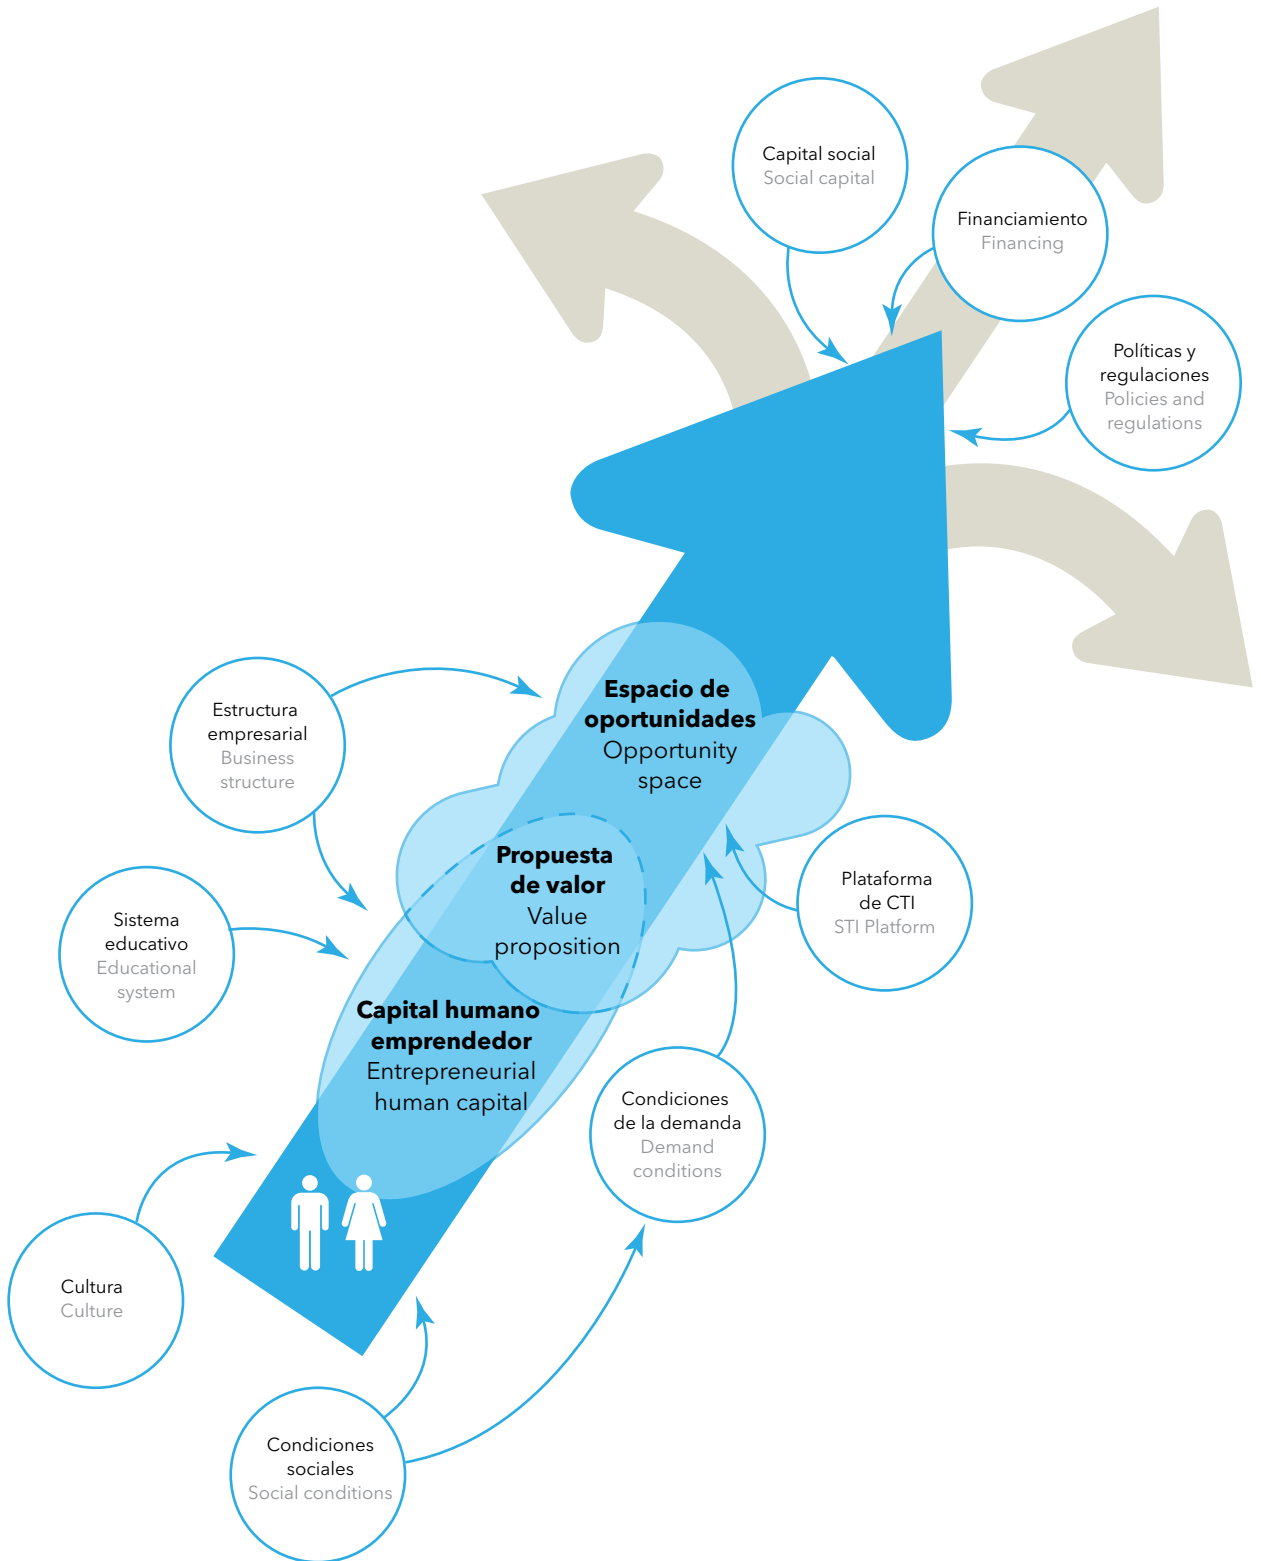 Capital social
Social capital
Financiamiento
Financing
Políticas y
regulaciones
Policies and
regulations
Espacio de
oportunidades
Opportunity
space
Estructura
empresarial
Business
structure
Propuesta
de valor
Value
proposition
Plataforma
de CTI
STI Platform
Sistema
educativo
Educational
system
Capital humano
emprendedor
Entrepreneurial
human capital
Condiciones
de la demanda
Demand
conditions
Cultura
Culture
Condiciones
sociales
Social conditions